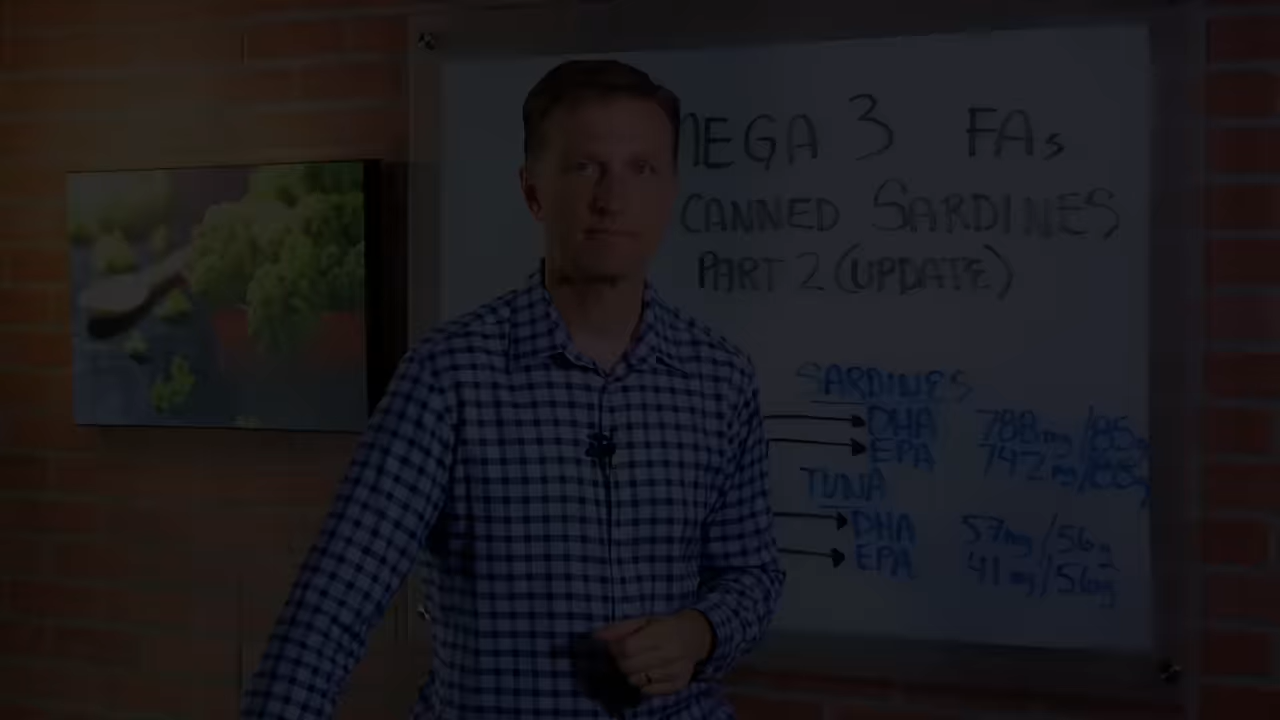 MEGA 3 FAs
CANNED SARDINES
PART 2 (UPDATE)
SARDINES
DHA 788mg/85g
EPA 742mg/85g
TUNA
DHA 57mg/56g
EPA 41mg/56g